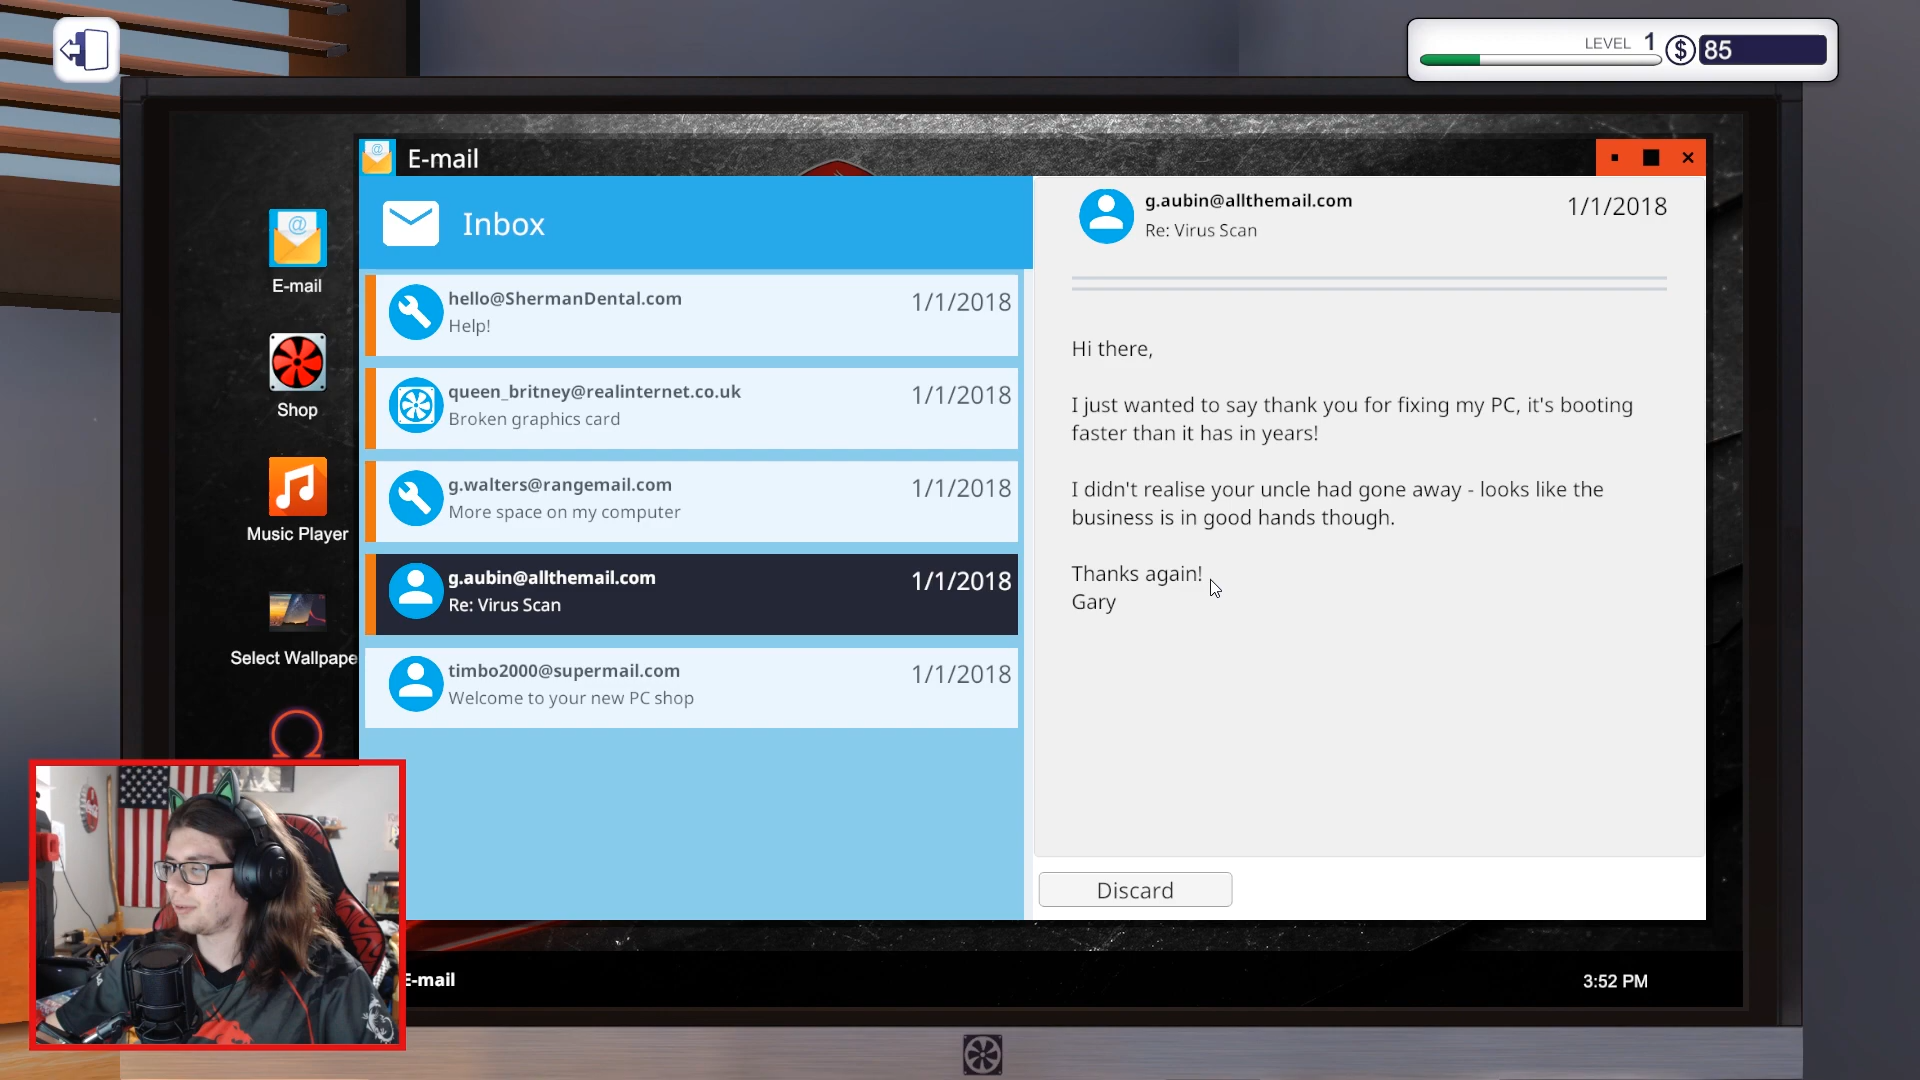 LEVEL 1 $ 85
E-mail
Inbox
g.aubin@allthemail.com
1/1/2018
Re: Virus Scan
E-mail
Shop
Music Player
Select Wallpape
hello@ShermanDental.com
1/1/2018
Help!
queen_britney@realinternet.co.uk
1/1/2018
Broken graphics card
g.walters@rangemail.com
1/1/2018
More space on my computer
g.aubin@allthemail.com
1/1/2018
Re: Virus Scan
timbo2000@supermail.com
1/1/2018
Welcome to your new PC shop
Hi there,
I just wanted to say thank you for fixing my PC, it's booting
faster than it has in years!
I didn't realise your uncle had gone away - looks like the
business is in good hands though.
Thanks again!
Gary
Discard
E-mail
3:52 PM